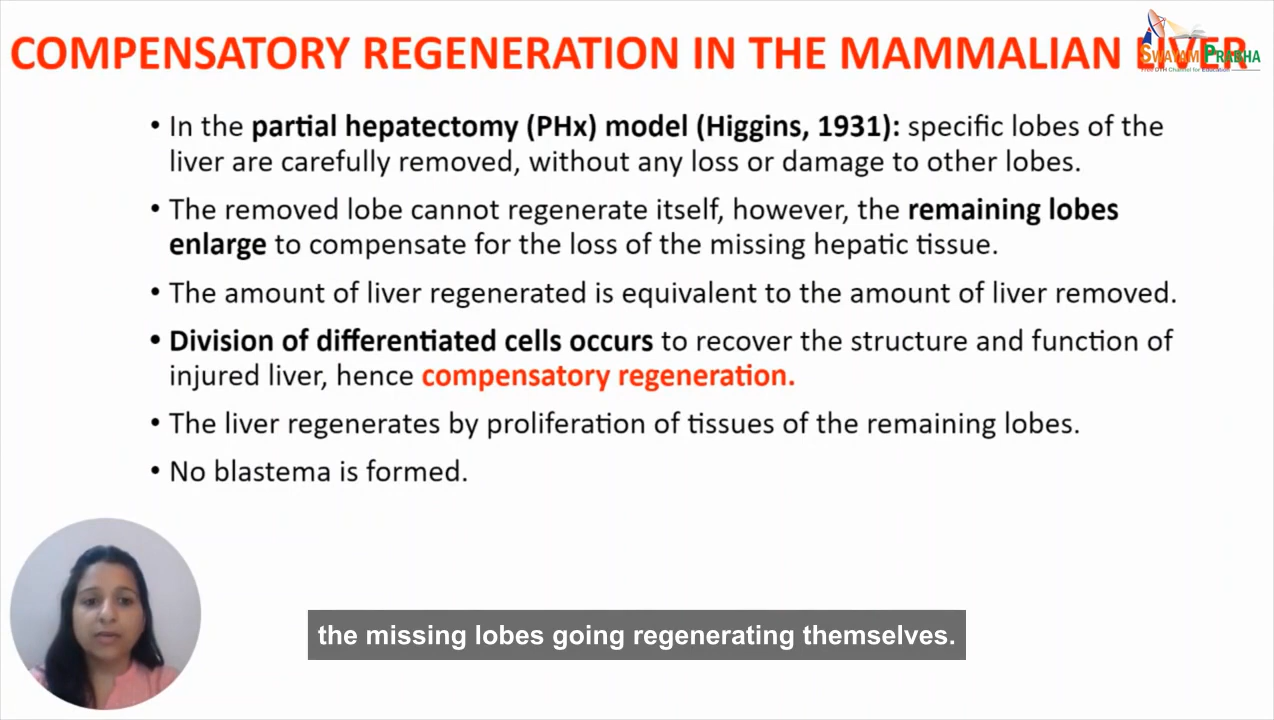 COMPENSATORY REGENERATION IN THE MAMMALIAN LIVER
SWAYAM PRABHA
Free DTH Channel for Education
• In the partial hepatectomy (PHx) model (Higgins, 1931): specific lobes of the
liver are carefully removed, without any loss or damage to other lobes.
• The removed lobe cannot regenerate itself, however, the remaining lobes
enlarge to compensate for the loss of the missing hepatic tissue.
• The amount of liver regenerated is equivalent to the amount of liver removed.
• Division of differentiated cells occurs to recover the structure and function of
injured liver, hence compensatory regeneration.
• The liver regenerates by proliferation of tissues of the remaining lobes.
• No blastema is formed.
the missing lobes going regenerating themselves.